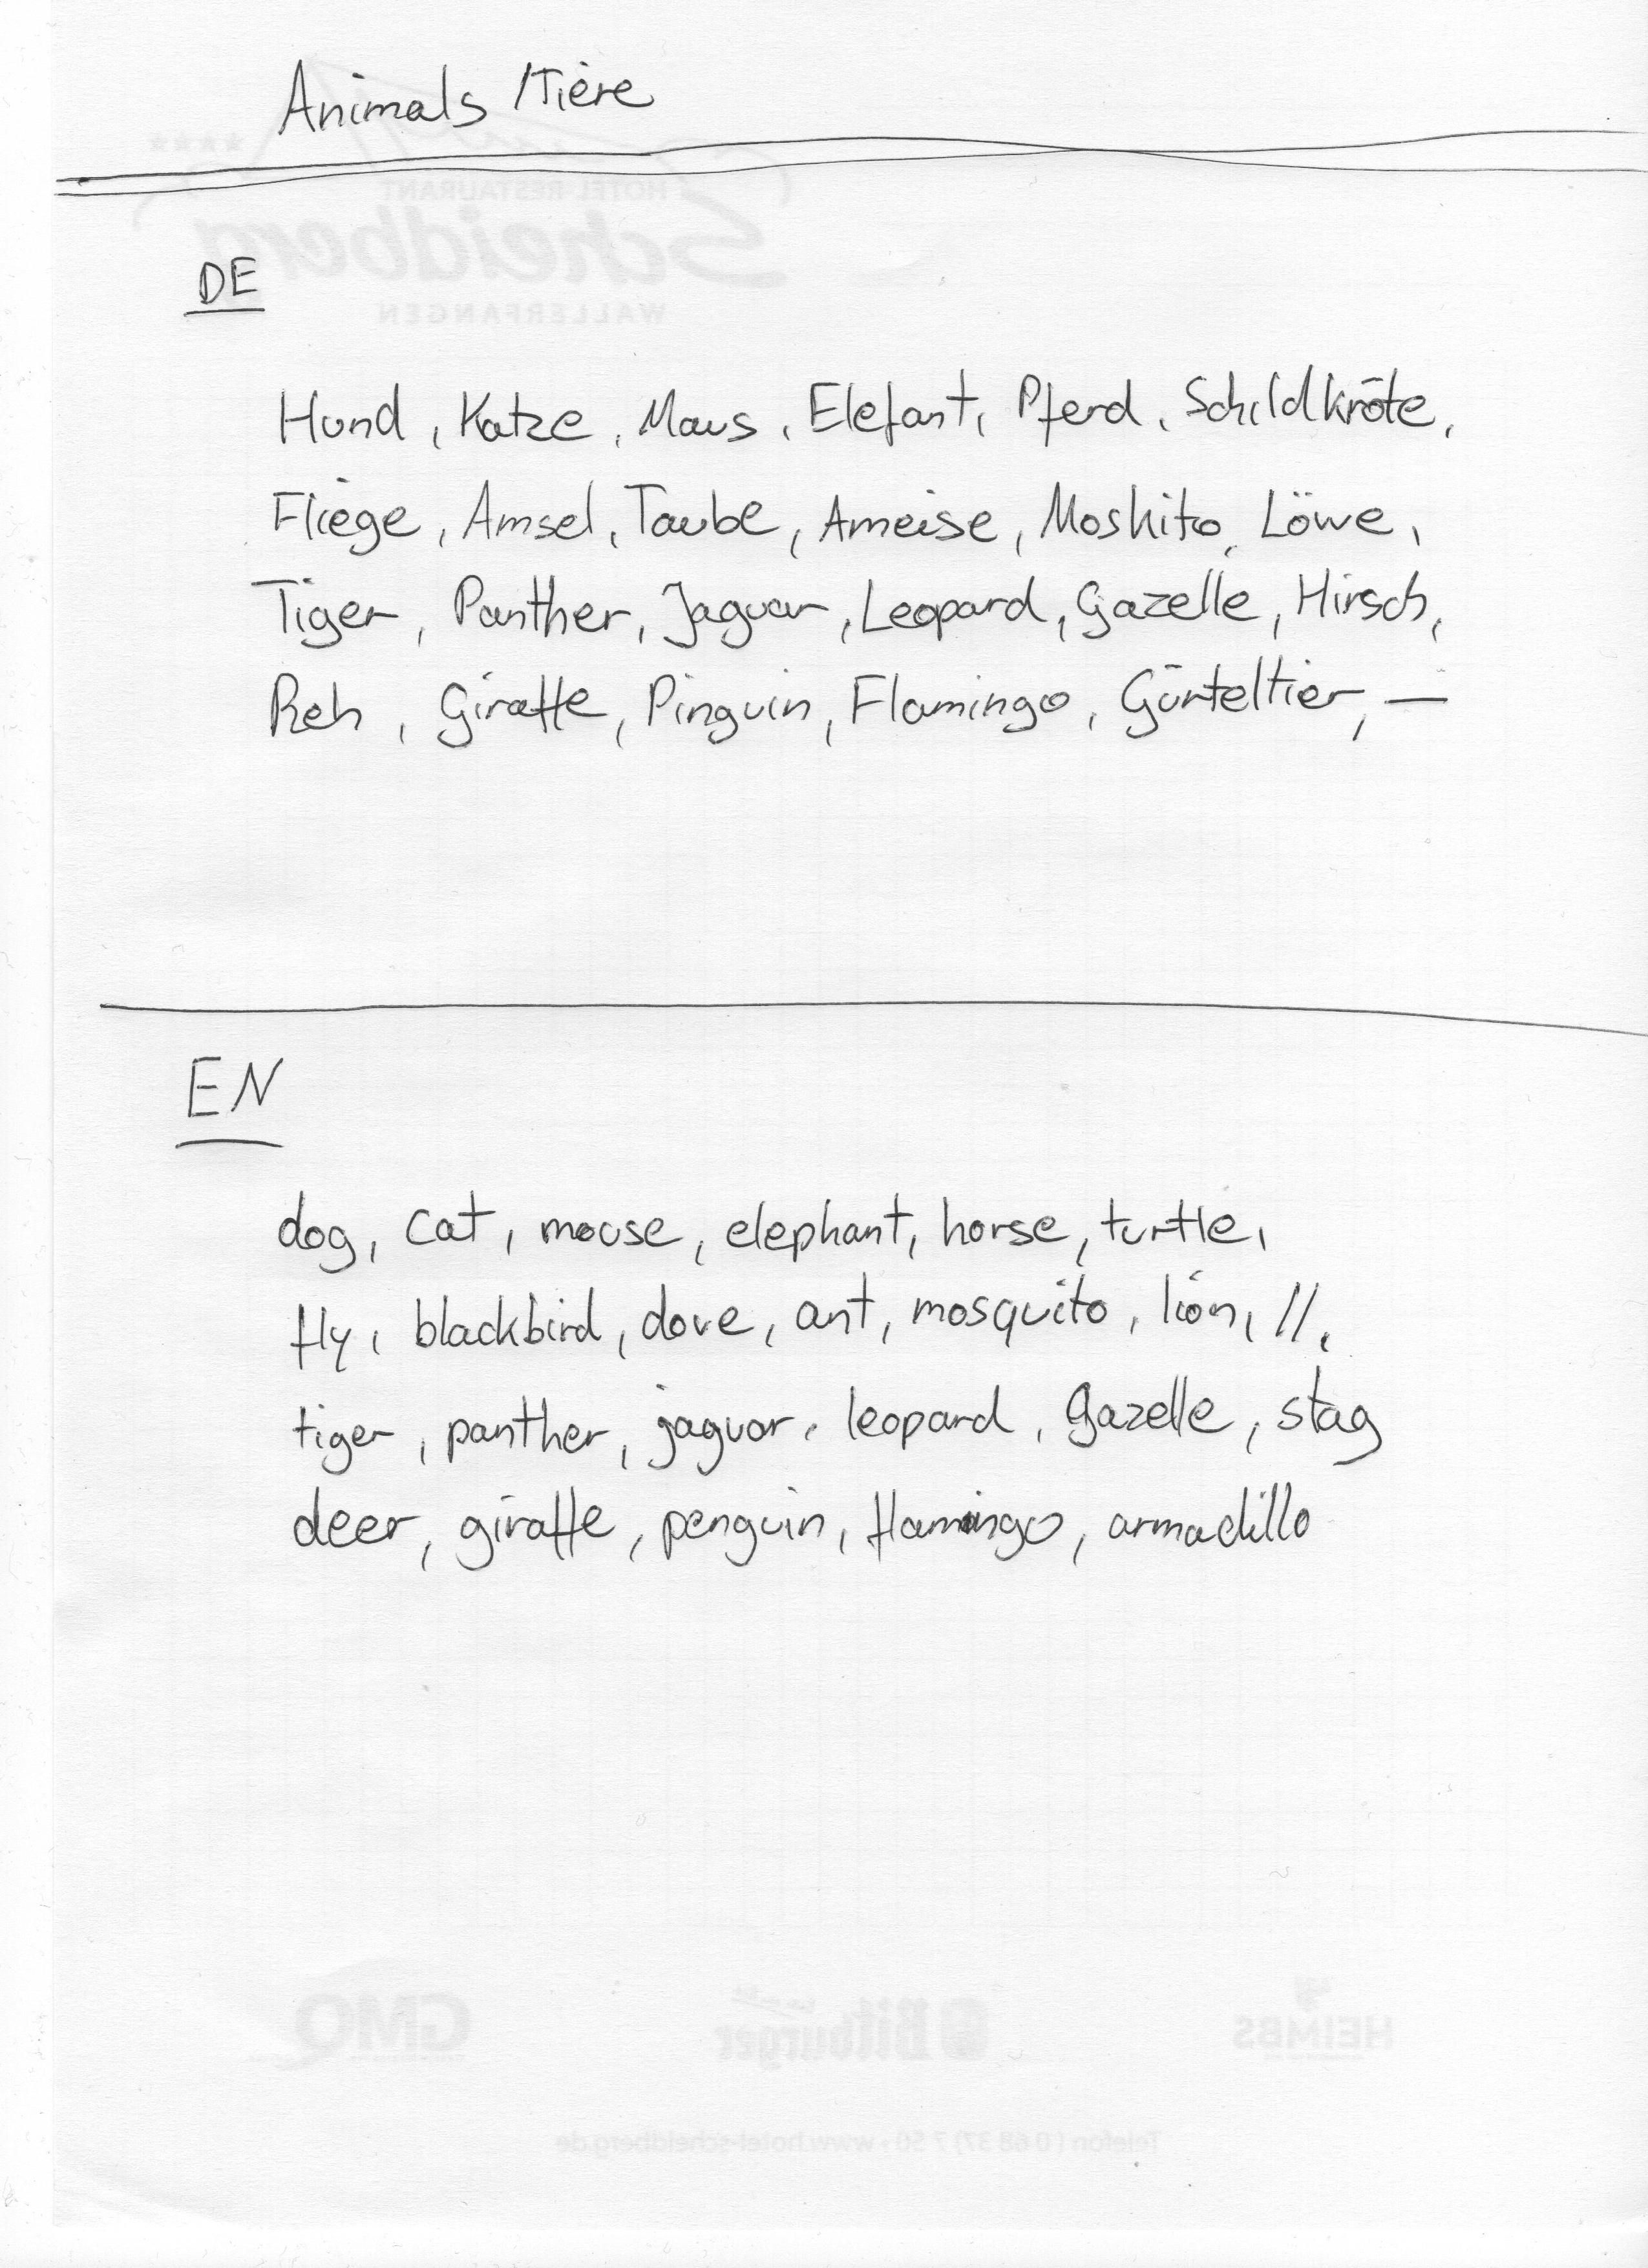 Animals / Tiere
DE
Hund, Katze, Maus, Elefant, Pferd, Schildkröte,
Fliege, Amsel, Taube, Ameise, Moskito, Löwe,
Tiger, Panther, Jaguar, Leopard, Gazelle, Hirsch,
Reh, Giraffe, Pinguin, Flamingo, Gürteltier, —
EN
dog, cat, mouse, elephant, horse, turtle,
fly, blackbird, dove, ant, mosquito, lion, //,
tiger, panther, jaguar, leopard, Gazelle, stag
deer, giraffe, penguin, flamingo, armadillo
HOTEL RESTAURANT
Scheidberg
WALLERFANGEN
HEIMBS
Bitburger
GMQ
Telefon (0 68 37) 7 50 · www.hotel-scheidberg.de